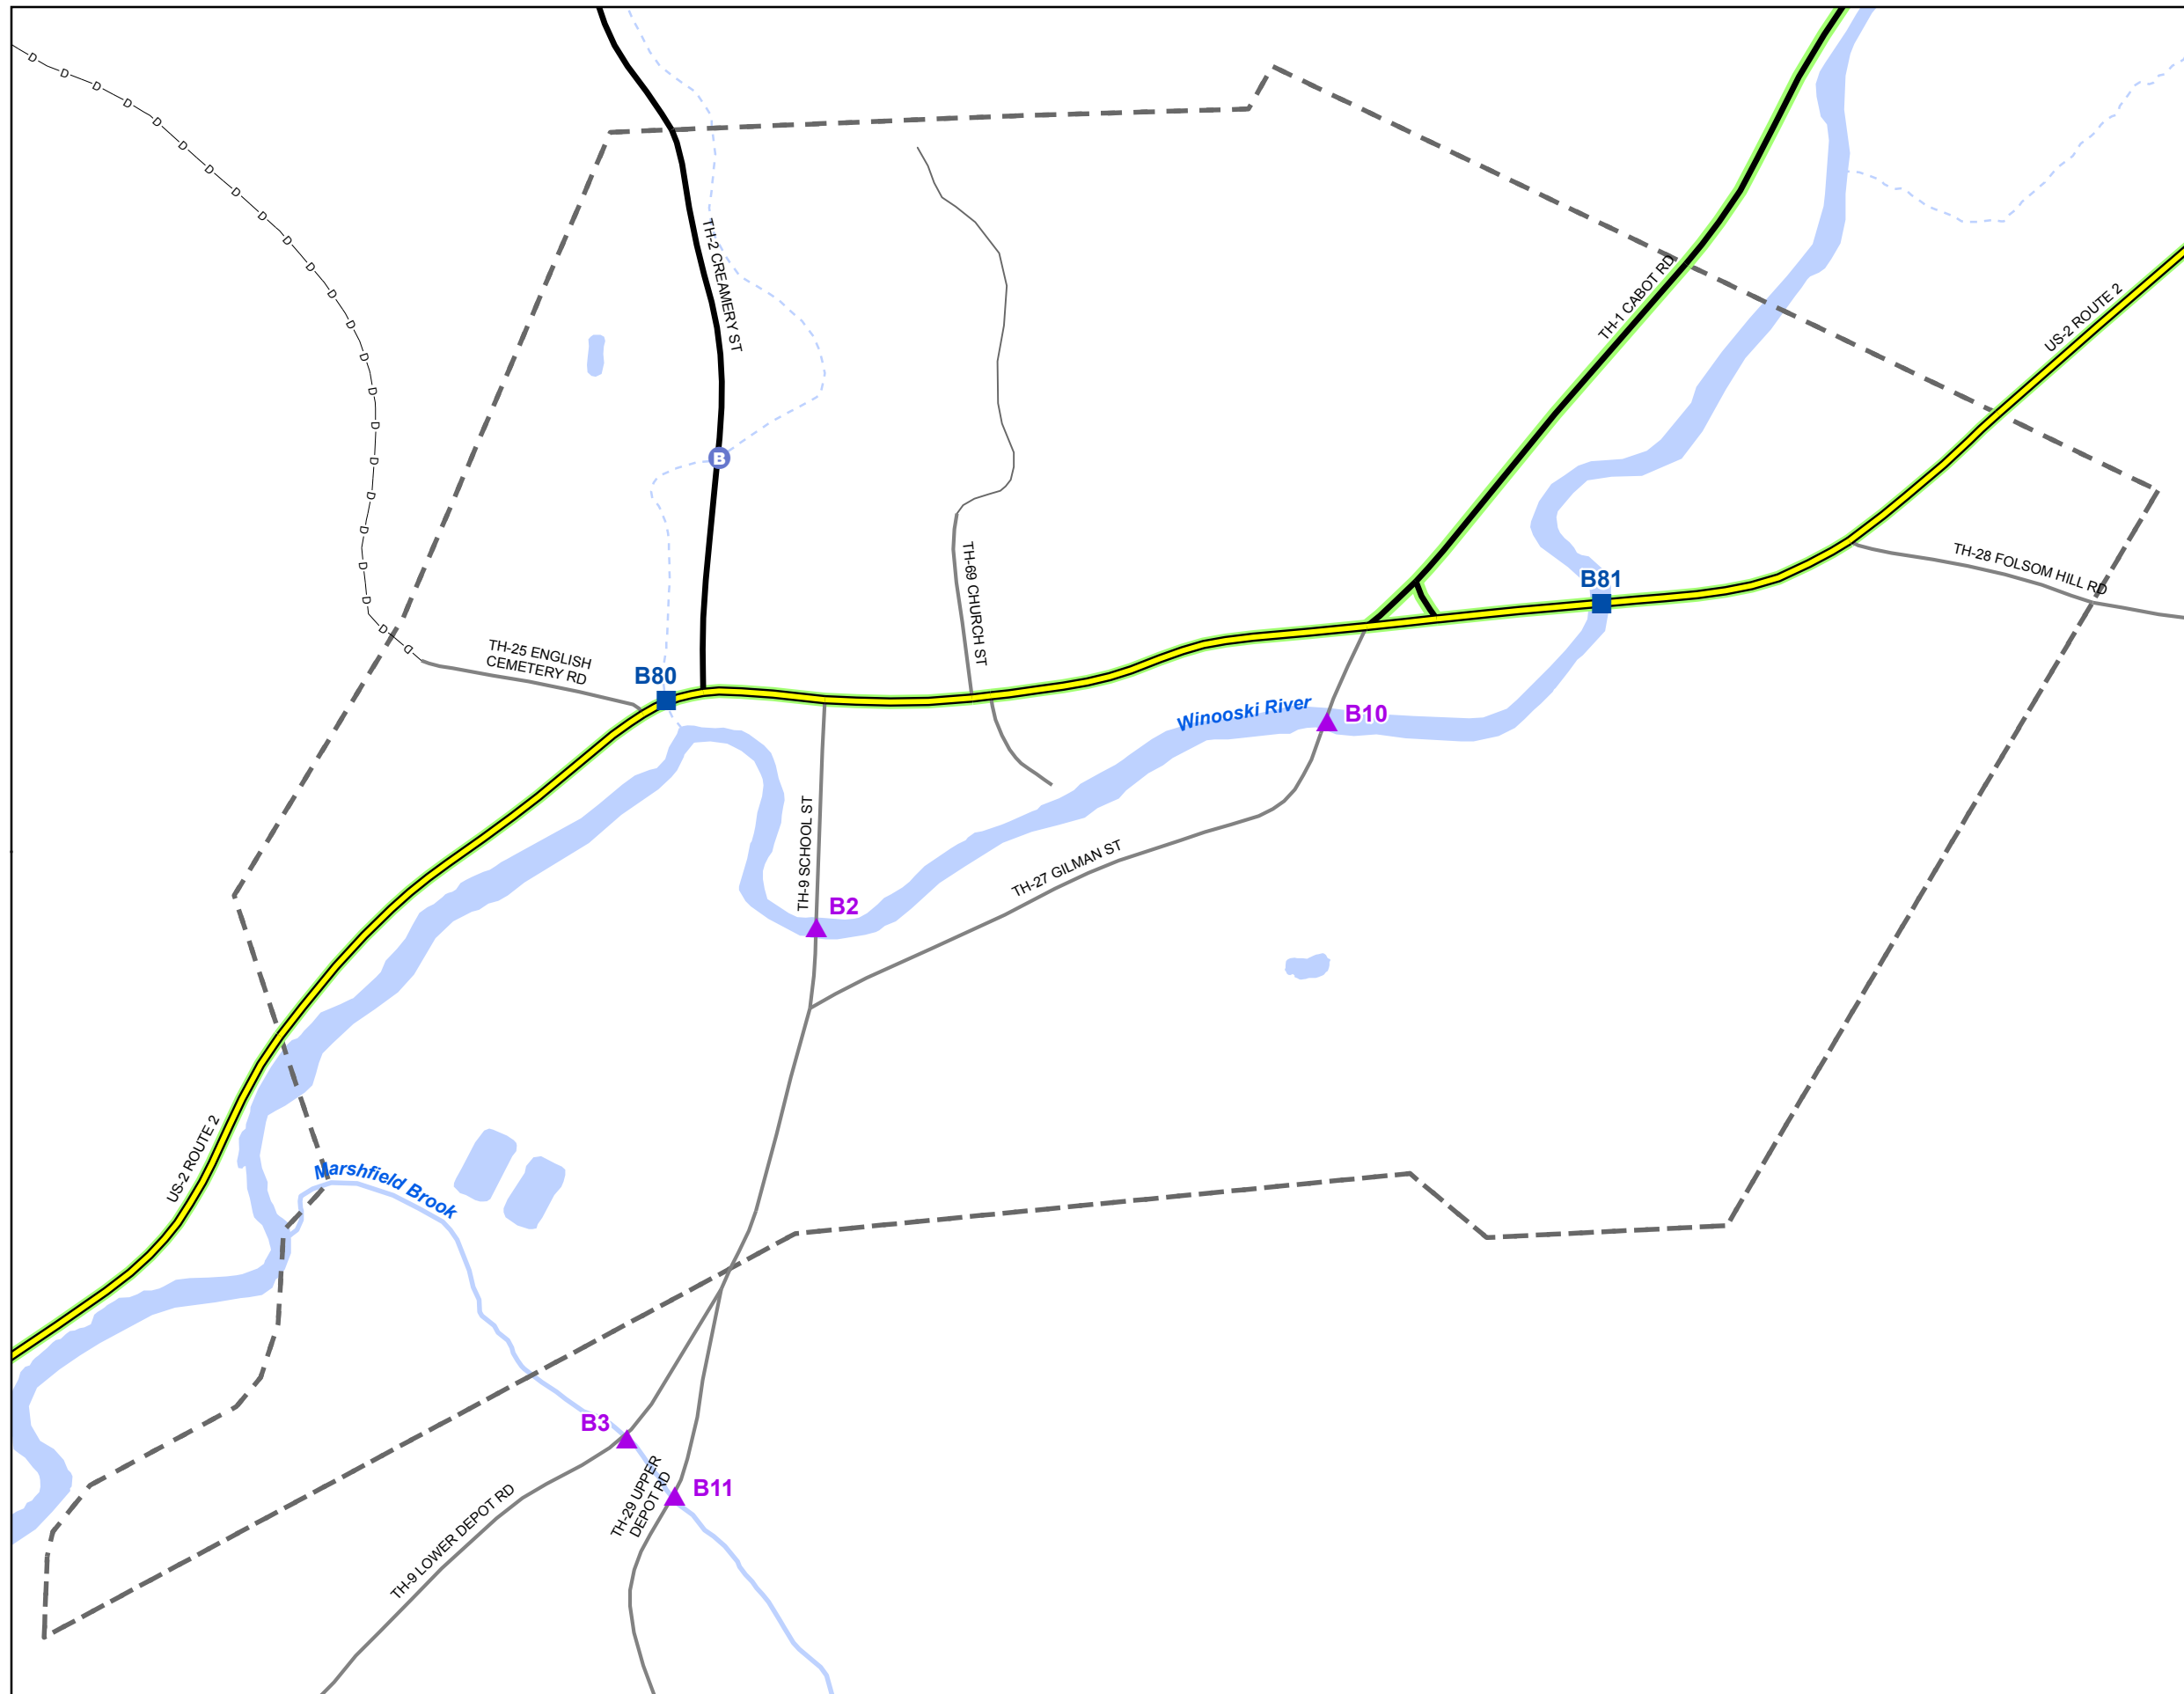 D D D D D D D D D D D D D D D D D D D D D D D D
TH-2 CREAMERY ST
TH-1 CABOT RD
US-2 ROUTE 2
B
TH-69 CHURCH ST
TH-28 FOLSOM HILL RD
B81
TH-25 ENGLISH
CEMETERY RD
B80
Winooski River
B10
TH-9 SCHOOL ST
TH-27 GILMAN ST
B2
US-2 ROUTE 2
Marshfield Brook
B3
TH-29 UPPER
DEPOT RD
B11
TH-9 LOWER DEPOT RD